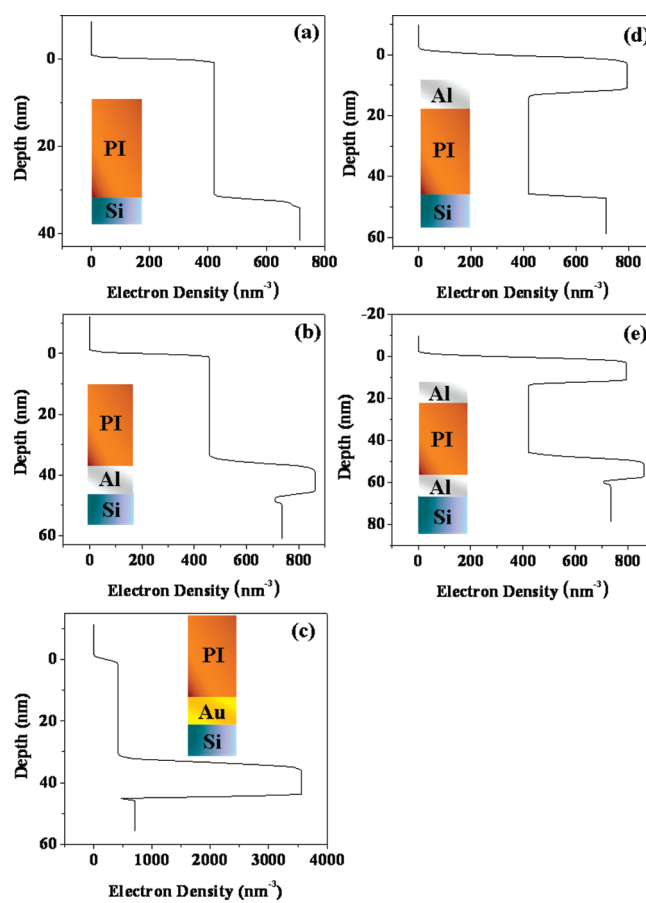 (a)
0
20
40
Depth (nm)
PI
Si
0 200 400 600 800
Electron Density (nm-3)
(d)
0
20
40
60
Depth (nm)
Al
PI
Si
0 200 400 600 800
Electron Density (nm-3)
(b)
0
20
40
60
Depth (nm)
PI
Al
Si
0 200 400 600 800
Electron Density (nm-3)
(e)
-20
0
20
40
60
80
Depth (nm)
Al
PI
Al
Si
0 200 400 600 800
Electron Density (nm-3)
(c)
0
20
40
60
Depth (nm)
PI
Au
Si
0 1000 2000 3000 4000
Electron Density (nm-3)